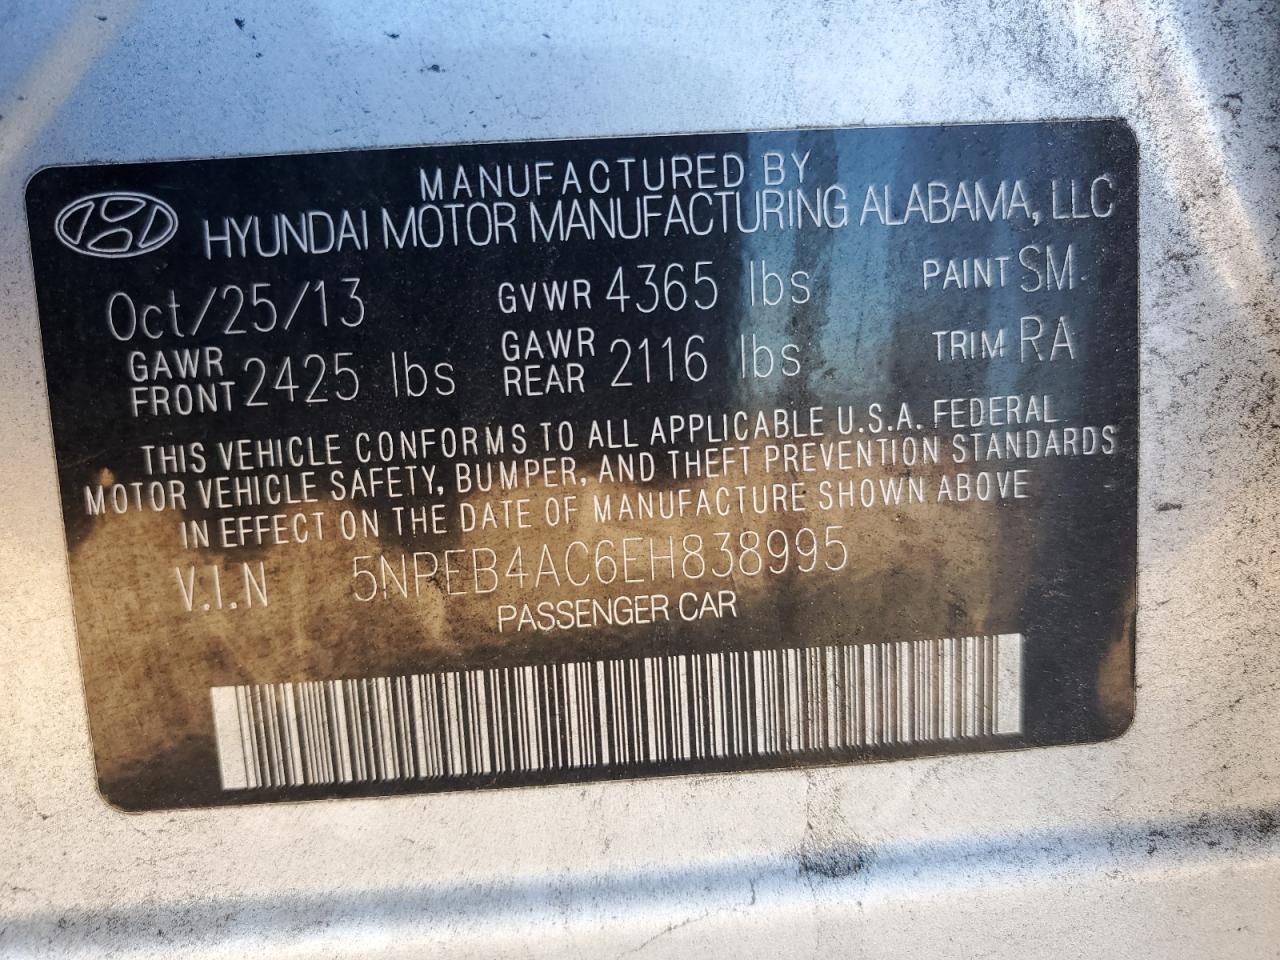 MANUFACTURED BY
HYUNDAI MOTOR MANUFACTURING ALABAMA, LLC
Oct/25/13 GVWR 4365 lbs PAINT SM
GAWR FRONT 2425 lbs GAWR REAR 2116 lbs TRIM RA
THIS VEHICLE CONFORMS TO ALL APPLICABLE U.S.A. FEDERAL
MOTOR VEHICLE SAFETY, BUMPER, AND THEFT PREVENTION STANDARDS
IN EFFECT ON THE DATE OF MANUFACTURE SHOWN ABOVE
V.I.N 5NPEB4AC6EH838995
PASSENGER CAR